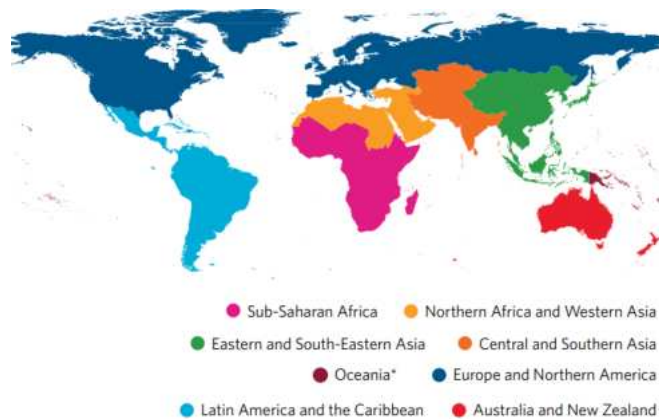 Sub-Saharan Africa Northern Africa and Western Asia
Eastern and South-Eastern Asia Central and Southern Asia
Oceania* Europe and Northern America
Latin America and the Caribbean Australia and New Zealand